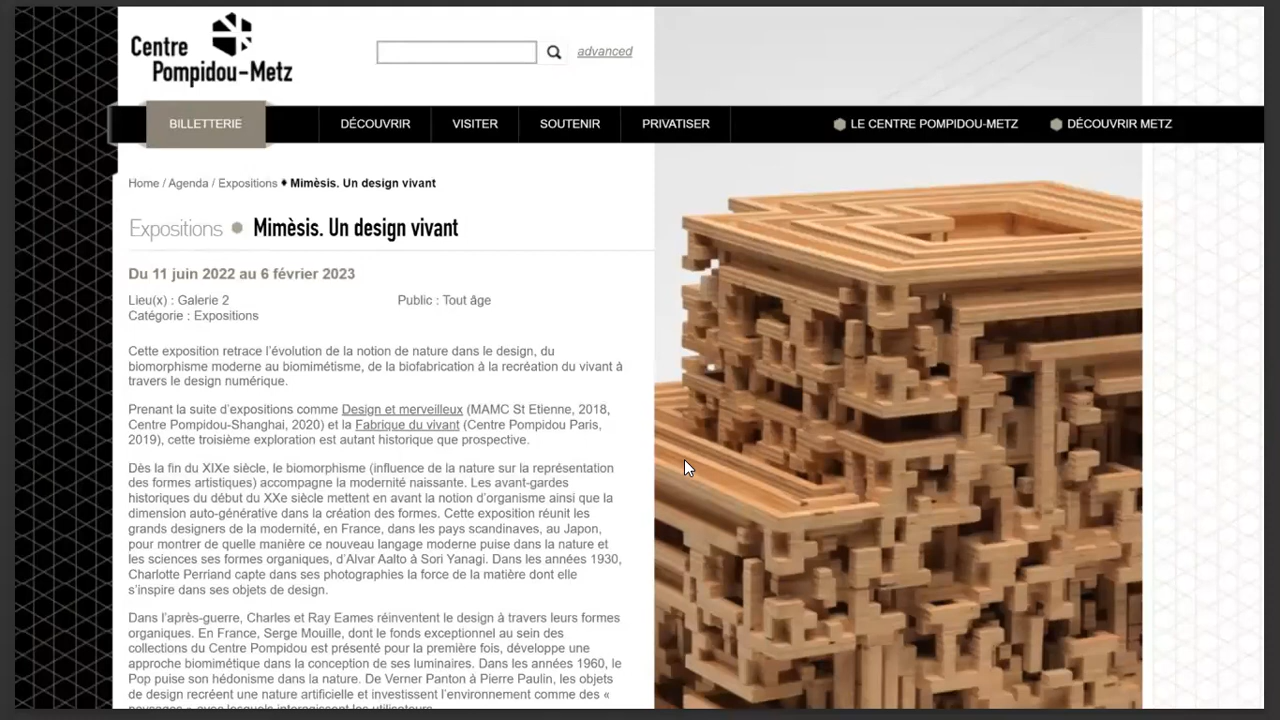 Centre
Pompidou-Metz
advanced
BILLETTERIE
DÉCOUVRIR
VISITER
SOUTENIR
PRIVATISER
LE CENTRE POMPIDOU-METZ
DÉCOUVRIR METZ
Home / Agenda / Expositions ♦ Mimèsis. Un design vivant
Expositions ● Mimèsis. Un design vivant
Du 11 juin 2022 au 6 février 2023
Lieu(x) : Galerie 2
Public : Tout âge
Catégorie : Expositions
Cette exposition retrace l'évolution de la notion de nature dans le design, du
biomorphisme moderne au biomimétisme, de la biofabrication à la recréation du vivant à
travers le design numérique.
Prenant la suite d'expositions comme Design et merveilleux (MAMC St Etienne, 2018,
Centre Pompidou-Shanghai, 2020) et la Fabrique du vivant (Centre Pompidou Paris,
2019), cette troisième exploration est autant historique que prospective.
Dès la fin du XIXe siècle, le biomorphisme (influence de la nature sur la représentation
des formes artistiques) accompagne la modernité naissante. Les avant-gardes
historiques du début du XXe siècle mettent en avant la notion d'organisme ainsi que la
dimension auto-générative dans la création des formes. Cette exposition réunit les
grands designers de la modernité, en France, dans les pays scandinaves, au Japon,
pour montrer de quelle manière ce nouveau langage moderne puise dans la nature et
les sciences ses formes organiques, d'Alvar Aalto à Sori Yanagi. Dans les années 1930,
Charlotte Perriand capte dans ses photographies la force de la matière dont elle
s'inspire dans ses objets de design.
Dans l'après-guerre, Charles et Ray Eames réinventent le design à travers leurs formes
organiques. En France, Serge Mouille, dont le fonds exceptionnel au sein des
collections du Centre Pompidou est présenté pour la première fois, développe une
approche biomimétique dans la conception de ses luminaires. Dans les années 1960, le
Pop puise son hédonisme dans la nature. De Verner Panton à Pierre Paulin, les objets
de design recréent une nature artificielle et investissent l'environnement comme des «
paysages » avec lesquels interagissent les utilisateurs.